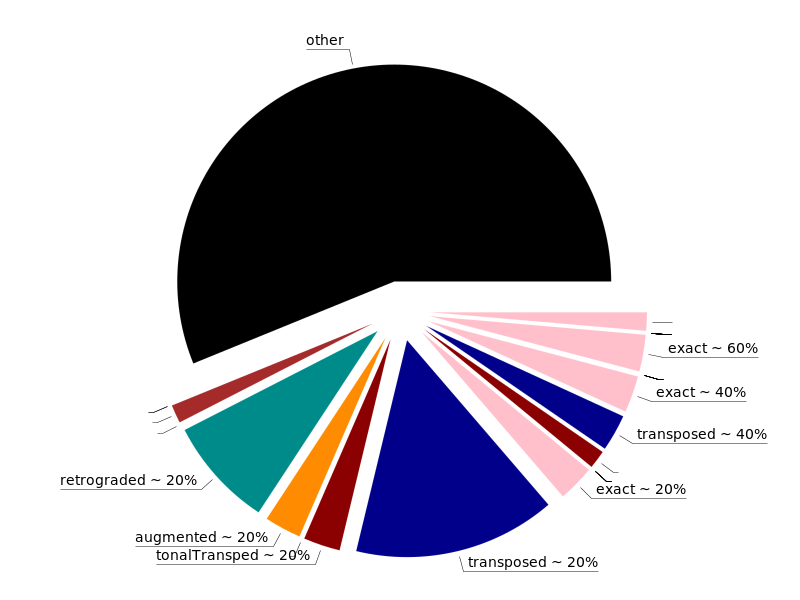 other
exact ~ 60%
exact ~ 40%
transposed ~ 40%
retrograded ~ 20%
exact ~ 20%
augmented ~ 20%
tonalTransped ~ 20%
transposed ~ 20%